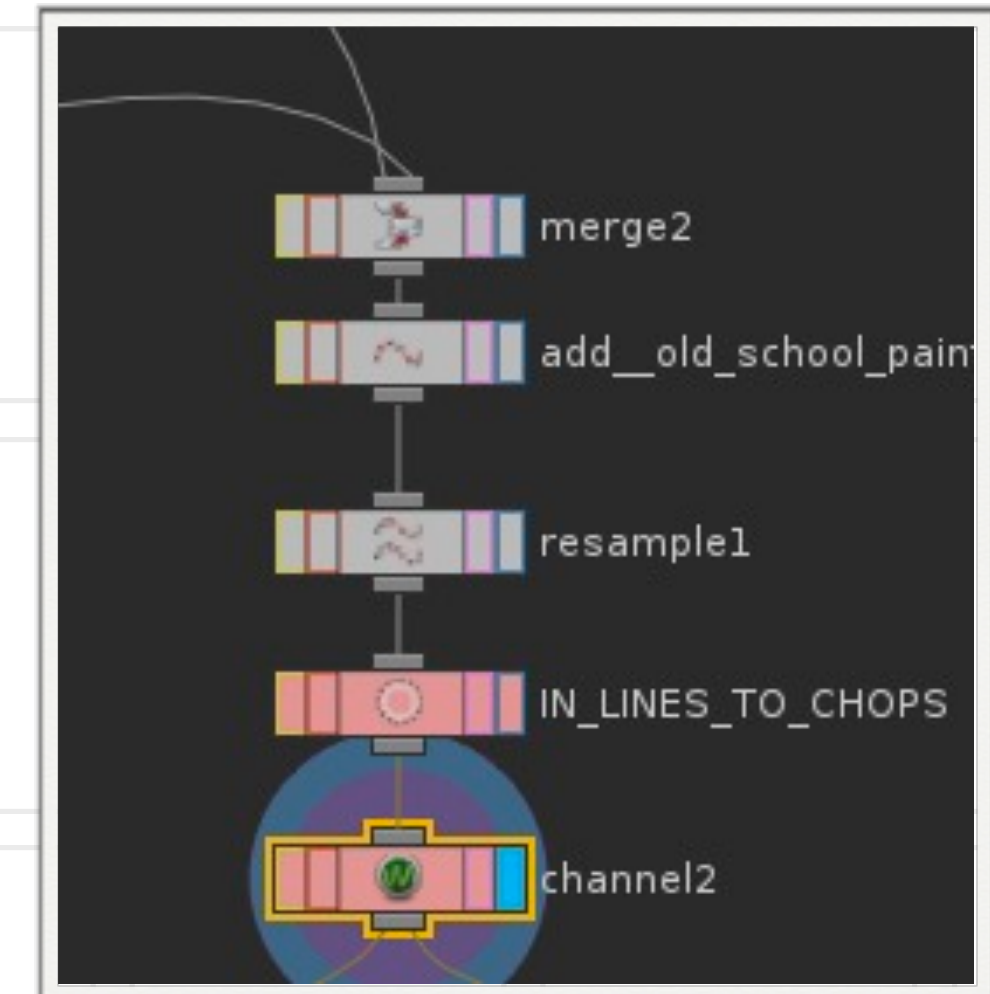 merge2
add__old_school_pain
resample1
IN_LINES_TO_CHOPS
channel2